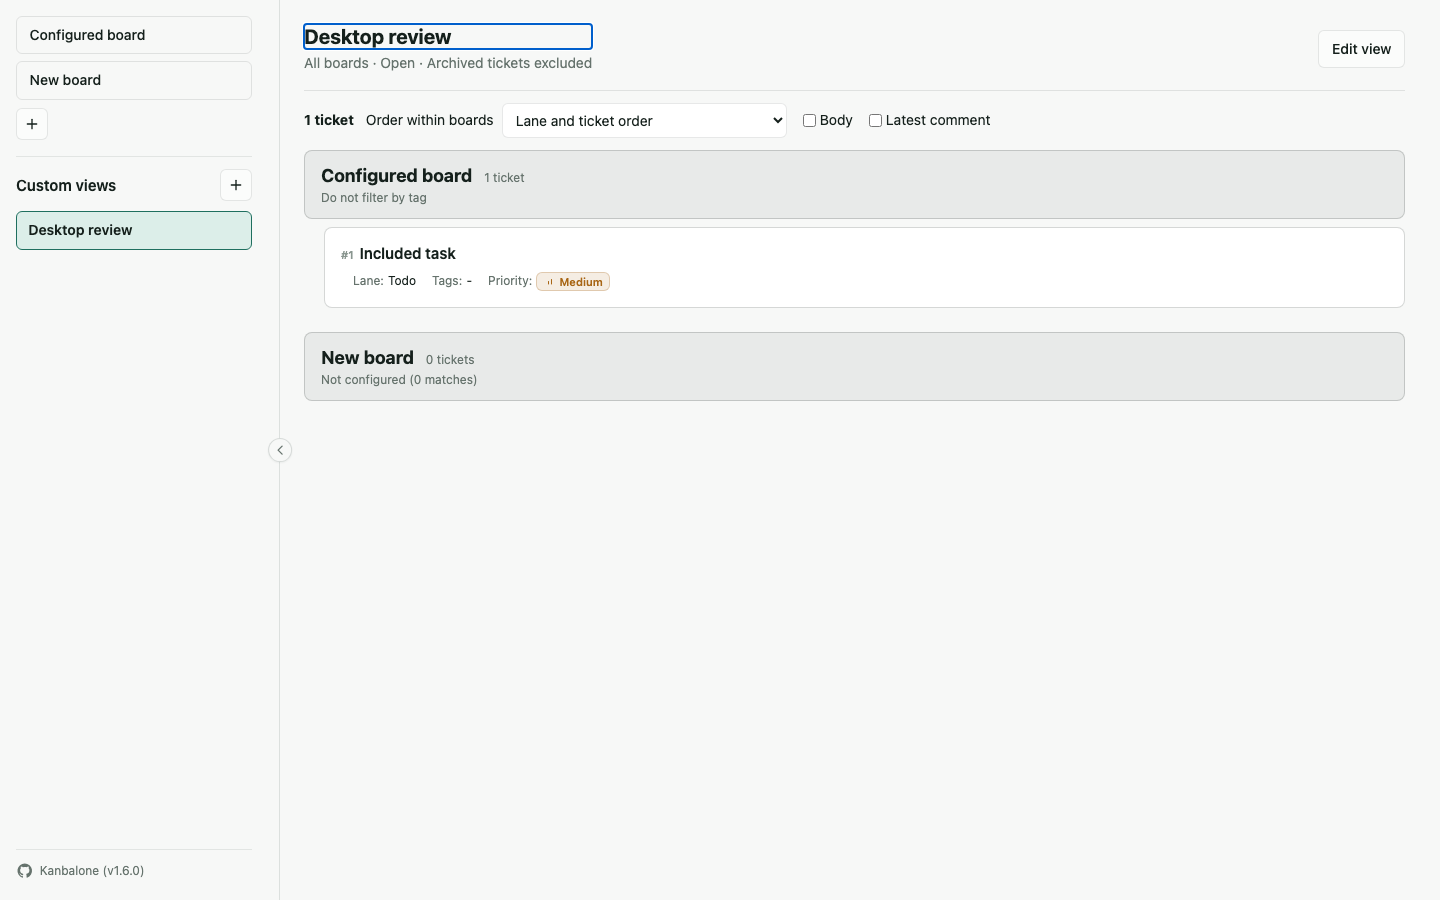 Configured board
New board
+
Custom views
+
Desktop review
Kanbalone (v1.6.0)
Desktop review
All boards · Open · Archived tickets excluded
Edit view
1 ticket Order within boards Lane and ticket order Body Latest comment
Configured board 1 ticket
Do not filter by tag
#1 Included task
Lane: Todo Tags: - Priority: Medium
New board 0 tickets
Not configured (0 matches)